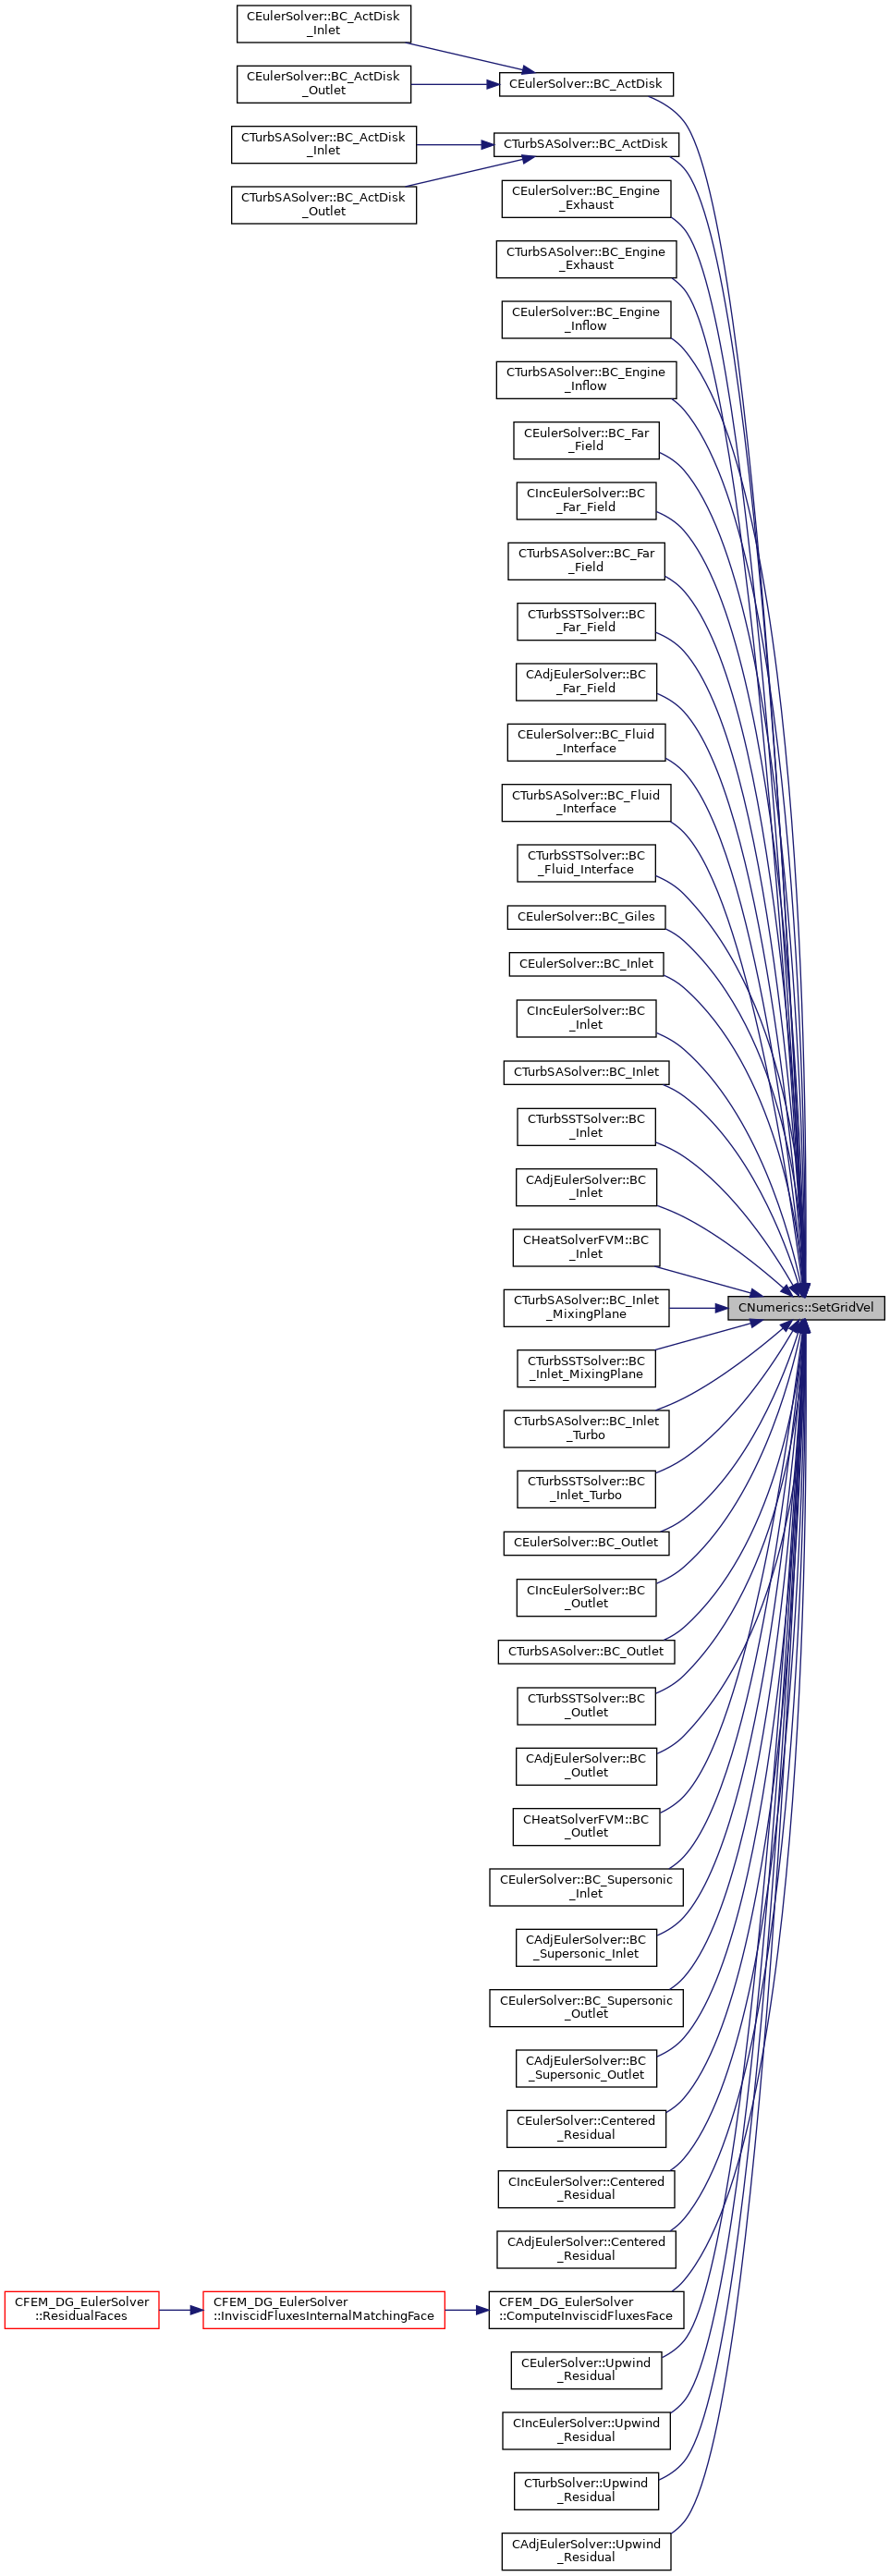 CEulerSolver::BC_ActDisk
_Inlet
CEulerSolver::BC_ActDisk
_Outlet
CEulerSolver::BC_ActDisk
CTurbSASolver::BC_ActDisk
_Inlet
CTurbSASolver::BC_ActDisk
CTurbSASolver::BC_ActDisk
_Outlet
CEulerSolver::BC_Engine
_Exhaust
CTurbSASolver::BC_Engine
_Exhaust
CEulerSolver::BC_Engine
_Inflow
CTurbSASolver::BC_Engine
_Inflow
CEulerSolver::BC_Far
_Field
CIncEulerSolver::BC
_Far_Field
CTurbSASolver::BC_Far
_Field
CTurbSSTSolver::BC
_Far_Field
CAdjEulerSolver::BC
_Far_Field
CEulerSolver::BC_Fluid
_Interface
CTurbSASolver::BC_Fluid
_Interface
CTurbSSTSolver::BC
_Fluid_Interface
CEulerSolver::BC_Giles
CEulerSolver::BC_Inlet
CIncEulerSolver::BC
_Inlet
CTurbSASolver::BC_Inlet
CTurbSSTSolver::BC
_Inlet
CAdjEulerSolver::BC
_Inlet
CHeatSolverFVM::BC
_Inlet
CTurbSASolver::BC_Inlet
_MixingPlane
CNumerics::SetGridVel
CTurbSSTSolver::BC
_Inlet_MixingPlane
CTurbSASolver::BC_Inlet
_Turbo
CTurbSSTSolver::BC
_Inlet_Turbo
CEulerSolver::BC_Outlet
CIncEulerSolver::BC
_Outlet
CTurbSASolver::BC_Outlet
CTurbSSTSolver::BC
_Outlet
CAdjEulerSolver::BC
_Outlet
CHeatSolverFVM::BC
_Outlet
CEulerSolver::BC_Supersonic
_Inlet
CAdjEulerSolver::BC
_Supersonic_Inlet
CEulerSolver::BC_Supersonic
_Outlet
CAdjEulerSolver::BC
_Supersonic_Outlet
CEulerSolver::Centered
_Residual
CIncEulerSolver::Centered
_Residual
CAdjEulerSolver::Centered
_Residual
CFEM_DG_EulerSolver
::ResidualFaces
CFEM_DG_EulerSolver
::InviscidFluxesInternalMatchingFace
CFEM_DG_EulerSolver
::ComputeInviscidFluxesFace
CEulerSolver::Upwind
_Residual
CIncEulerSolver::Upwind
_Residual
CTurbSolver::Upwind
_Residual
CAdjEulerSolver::Upwind
_Residual